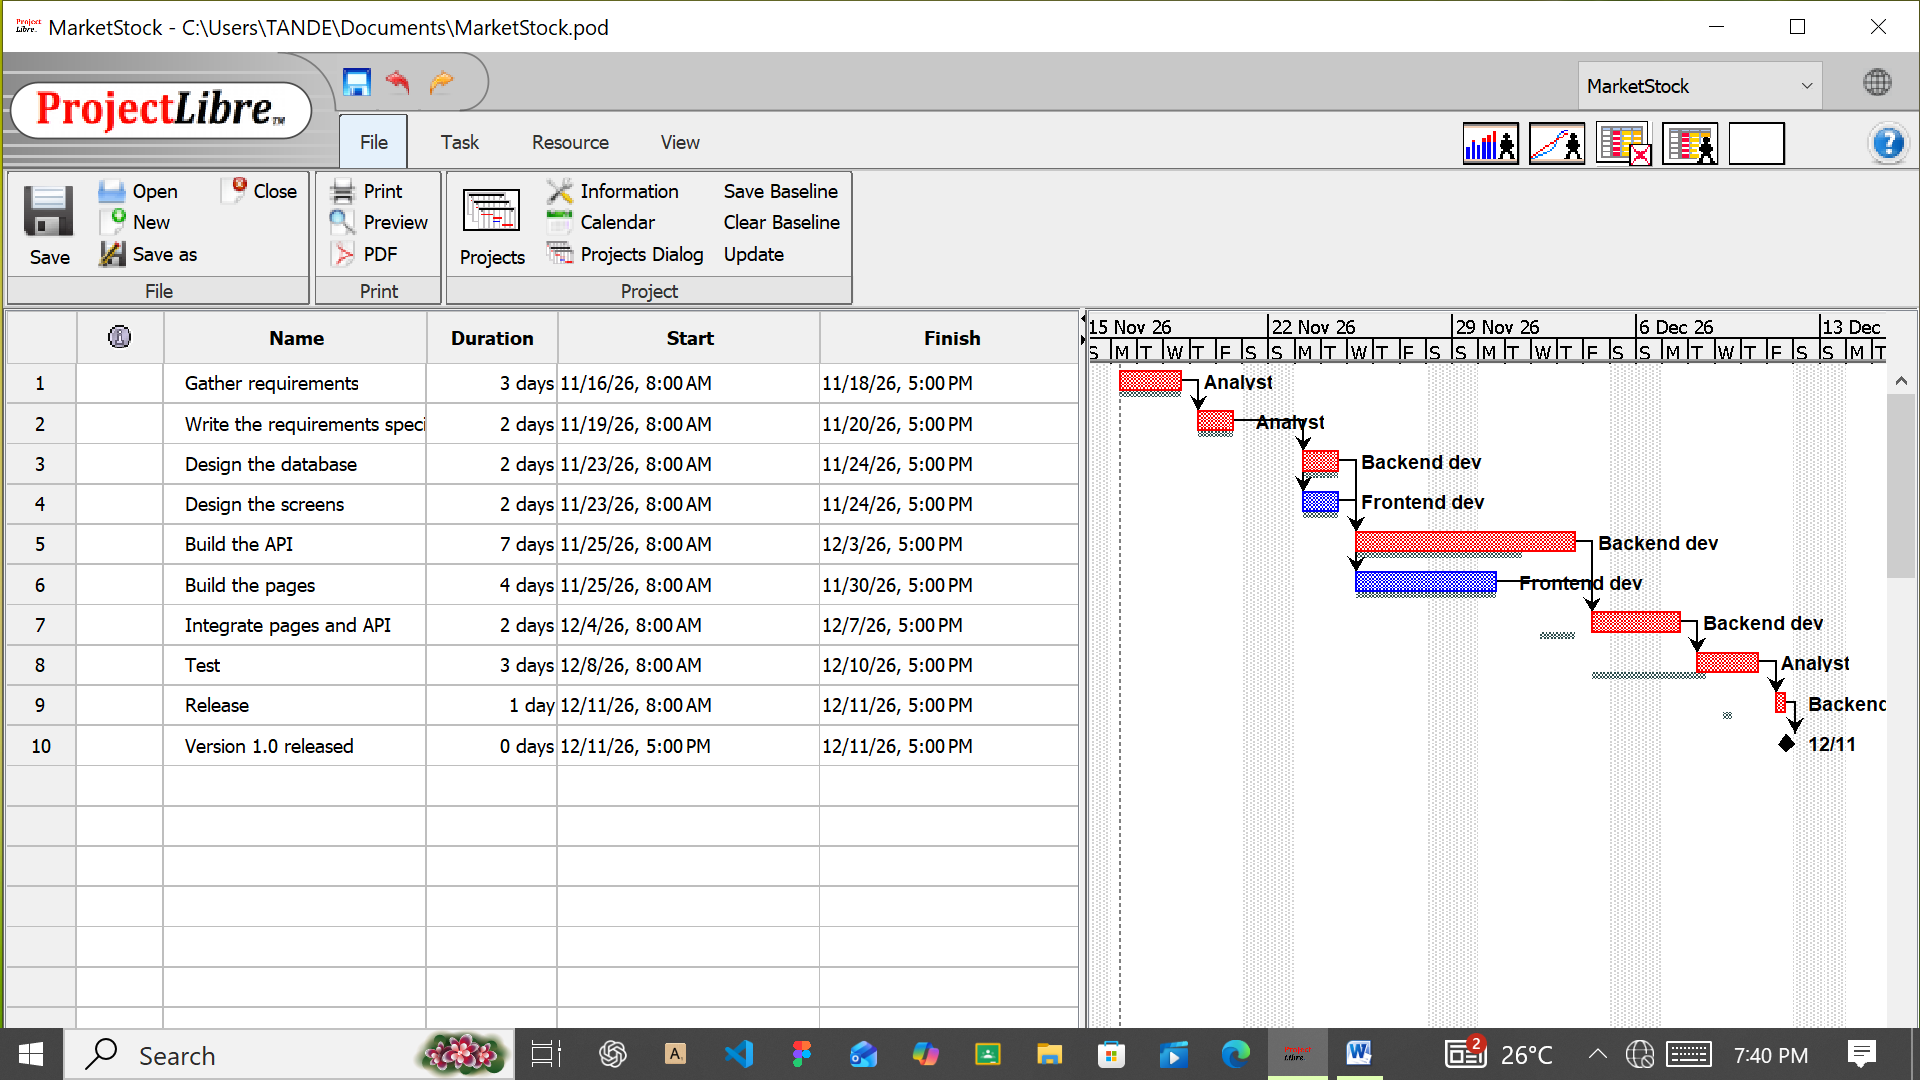 MarketStock - C:\Users\TANDE\Documents\MarketStock.pod
ProjectLibre TM
MarketStock
File Task Resource View
Save
Open
New
Save as
Close
File
Print
Preview
PDF
Print
Projects
Information
Calendar
Projects Dialog
Save Baseline
Clear Baseline
Update
Project
Name Duration Start Finish
15 Nov 26 22 Nov 26 29 Nov 26 6 Dec 26 13 Dec
S M T W T F S S M T W T F S S M T W T F S S M T W T F S S M T
1 Gather requirements 3 days 11/16/26, 8:00 AM 11/18/26, 5:00 PM Analyst
2 Write the requirements speci 2 days 11/19/26, 8:00 AM 11/20/26, 5:00 PM Analyst
3 Design the database 2 days 11/23/26, 8:00 AM 11/24/26, 5:00 PM Backend dev
4 Design the screens 2 days 11/23/26, 8:00 AM 11/24/26, 5:00 PM Frontend dev
5 Build the API 7 days 11/25/26, 8:00 AM 12/3/26, 5:00 PM Backend dev
6 Build the pages 4 days 11/25/26, 8:00 AM 11/30/26, 5:00 PM Frontend dev
7 Integrate pages and API 2 days 12/4/26, 8:00 AM 12/7/26, 5:00 PM Backend dev
8 Test 3 days 12/8/26, 8:00 AM 12/10/26, 5:00 PM Analyst
9 Release 1 day 12/11/26, 8:00 AM 12/11/26, 5:00 PM Backend
10 Version 1.0 released 0 days 12/11/26, 5:00 PM 12/11/26, 5:00 PM 12/11
Search 2 26°C 7:40 PM